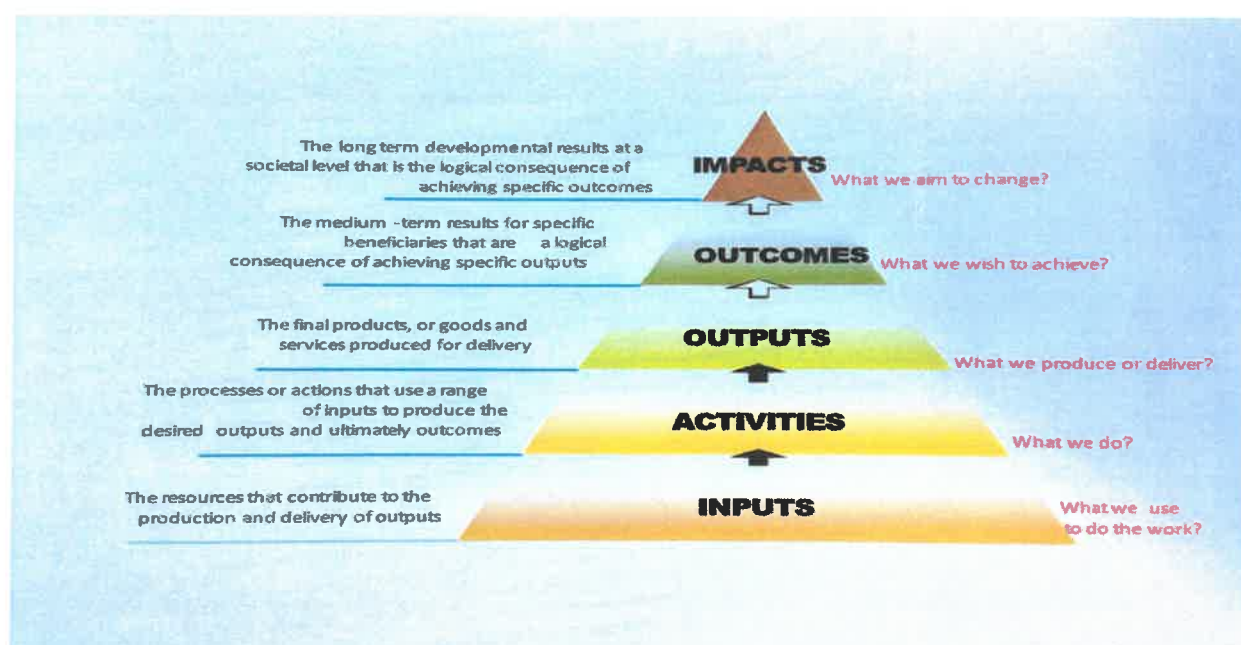 The long term developmental results at a
societal level that is the logical consequence of
achieving specific outcomes
IMPACTS
What we aim to change?
The medium -term results for specific
beneficiaries that are a logical
consequence of achieving specific outputs
OUTCOMES
What we wish to achieve?
The final products, or goods and
services produced for delivery
OUTPUTS
What we produce or deliver?
The processes or actions that use a range
of inputs to produce the
desired outputs and ultimately outcomes
ACTIVITIES
What we do?
The resources that contribute to the
production and delivery of outputs
INPUTS
What we use
to do the work?